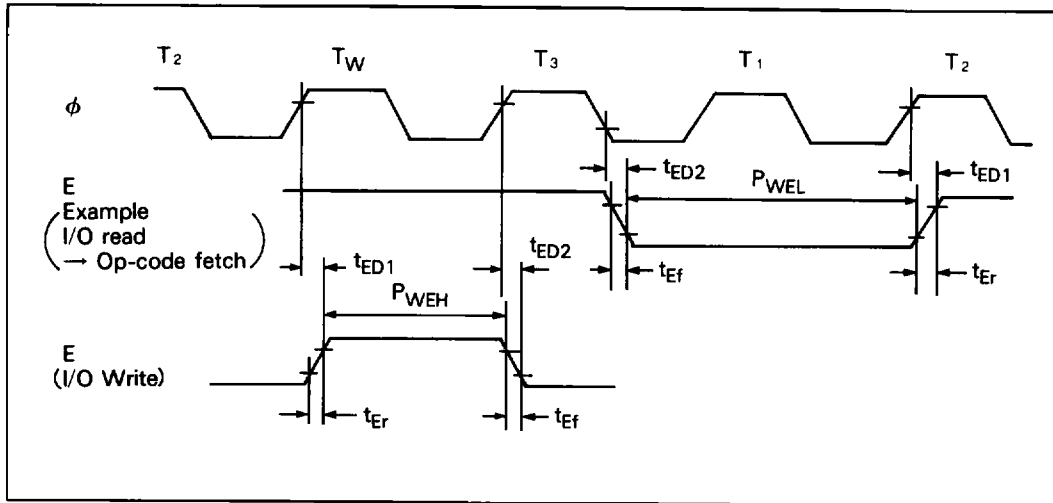 T2 TW T3 T1 T2
ϕ
tED2 PWEL tED1
E
Example
I/O read
→ Op-code fetch
tED1 tED2 tEf tEr
PWEH
E
(I/O Write)
tEr tEf